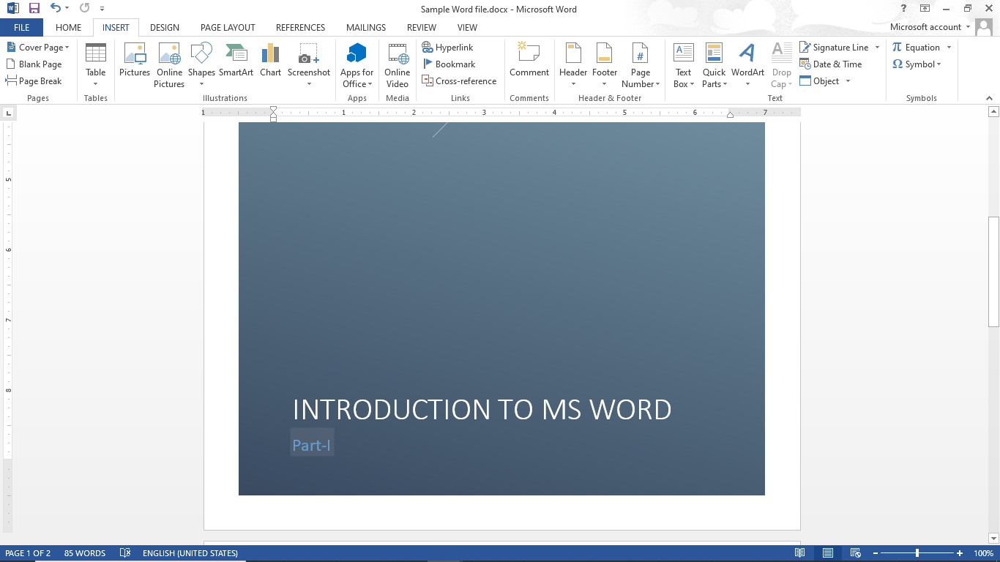 Sample Word file.docx - Microsoft Word
FILE HOME INSERT DESIGN PAGE LAYOUT REFERENCES MAILINGS REVIEW VIEW Microsoft account
Cover Page
Blank Page
Page Break
Pages
Table
Tables
Pictures
Online Pictures
Shapes
SmartArt
Chart
Screenshot
Illustrations
Apps for Office
Apps
Online Video
Media
Hyperlink
Bookmark
Cross-reference
Links
Comment
Comments
Header
Footer
Page Number
Header & Footer
Text Box
Quick Parts
WordArt
Drop Cap
Signature Line
Date & Time
Object
Text
Equation
Symbol
Symbols
1 1 2 3 4 5 6 7
5
6
7
8
INTRODUCTION TO MS WORD
Part-I
PAGE 1 OF 2 85 WORDS ENGLISH (UNITED STATES) 100%